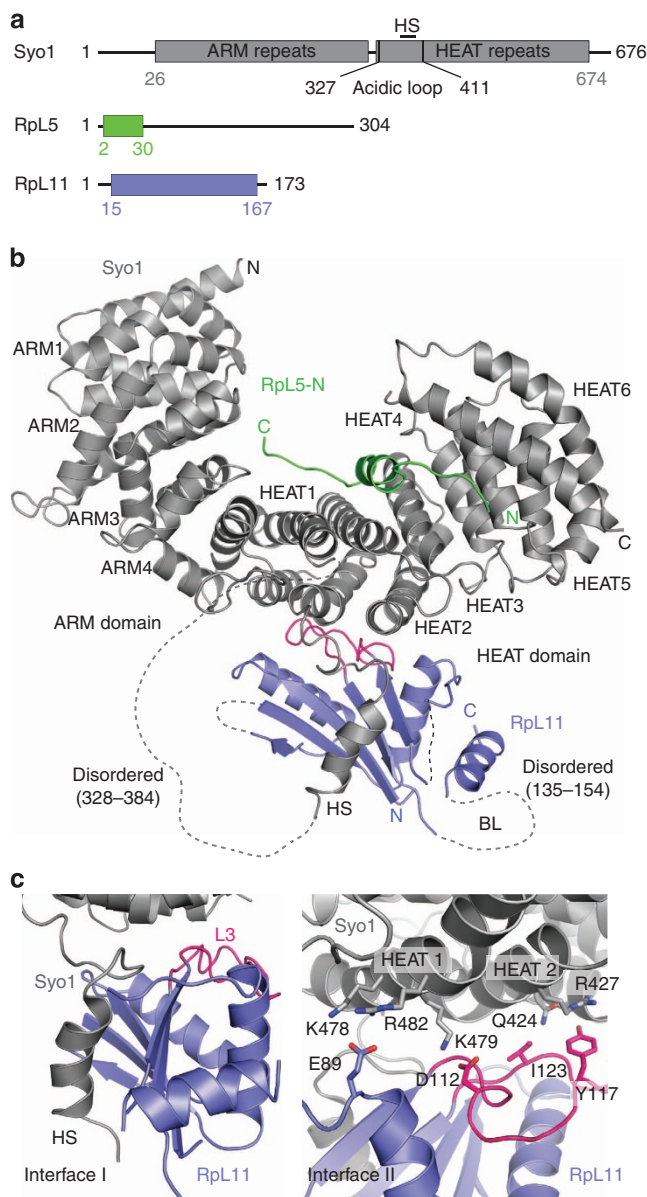 a
HS
Syo1 1 ARM repeats HEAT repeats 676
26 327 Acidic loop 411 674
RpL5 1 304
2 30
RpL11 1 173
15 167
b
Syo1 N
ARM1
RpL5-N
HEAT6
C
HEAT4
ARM2
HEAT1
ARM3
N
C
ARM4
HEAT5
HEAT3
ARM domain
HEAT2
HEAT domain
C RpL11
Disordered
(328–384)
Disordered
(135–154)
HS
N
BL
c
L3
Syo1
HS
Interface I
RpL11
Syo1
HEAT 1
HEAT 2
R427
K478
R482
Q424
K479
E89
D112
I123
Y117
Interface II
RpL11